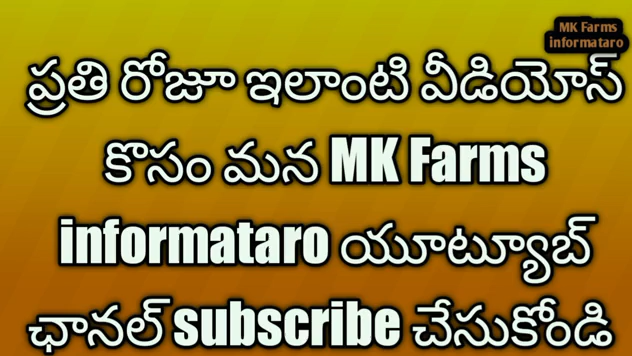 MK Farms
informataro
ప్రతి రోజూ ఇలాంటి వీడియోస్
కొసం మన MK Farms
informataro యూట్యూబ్
ఛానల్ subscribe చేసుకోండి